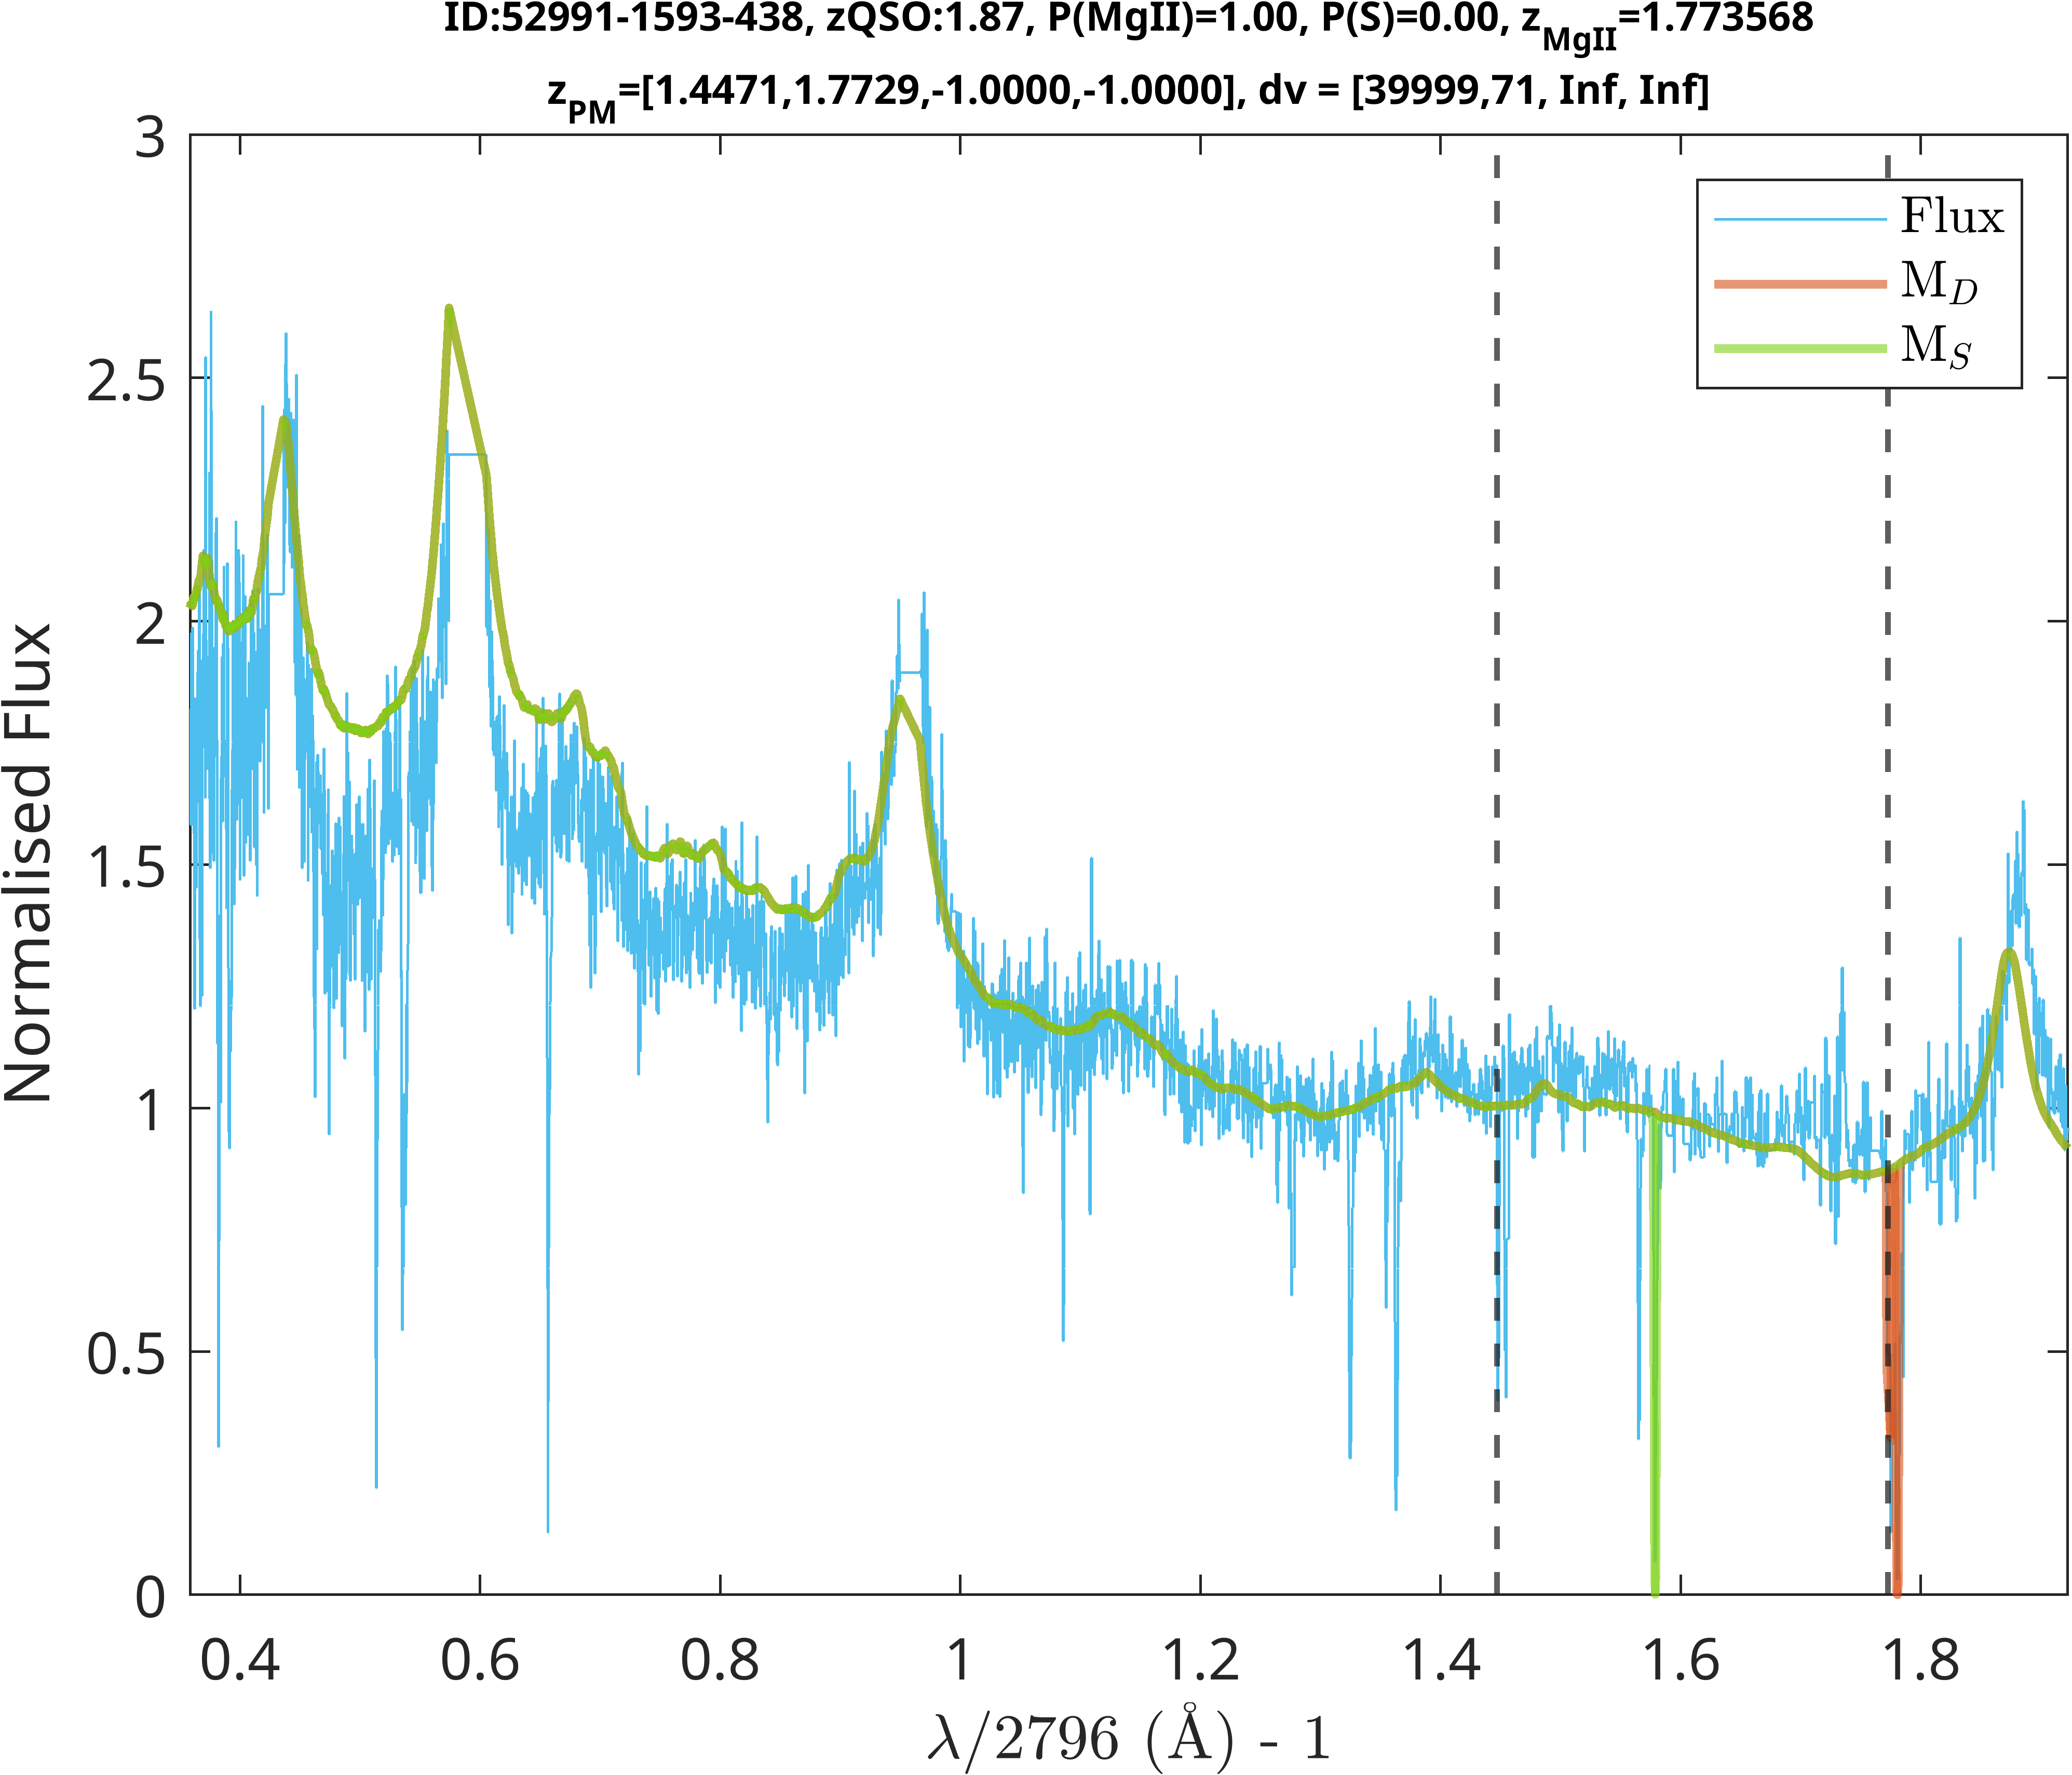 ID:52991-1593-438, zQSO:1.87, P(MgII)=1.00, P(S)=0.00, zMgII=1.773568
zPM=[1.4471,1.7729,-1.0000,-1.0000], dv = [39999,71, Inf, Inf]
3
2.5
2
1.5
1
0.5
0
Normalised Flux
Flux
MD
MS
0.4 0.6 0.8 1 1.2 1.4 1.6 1.8
λ/2796 (Å) - 1